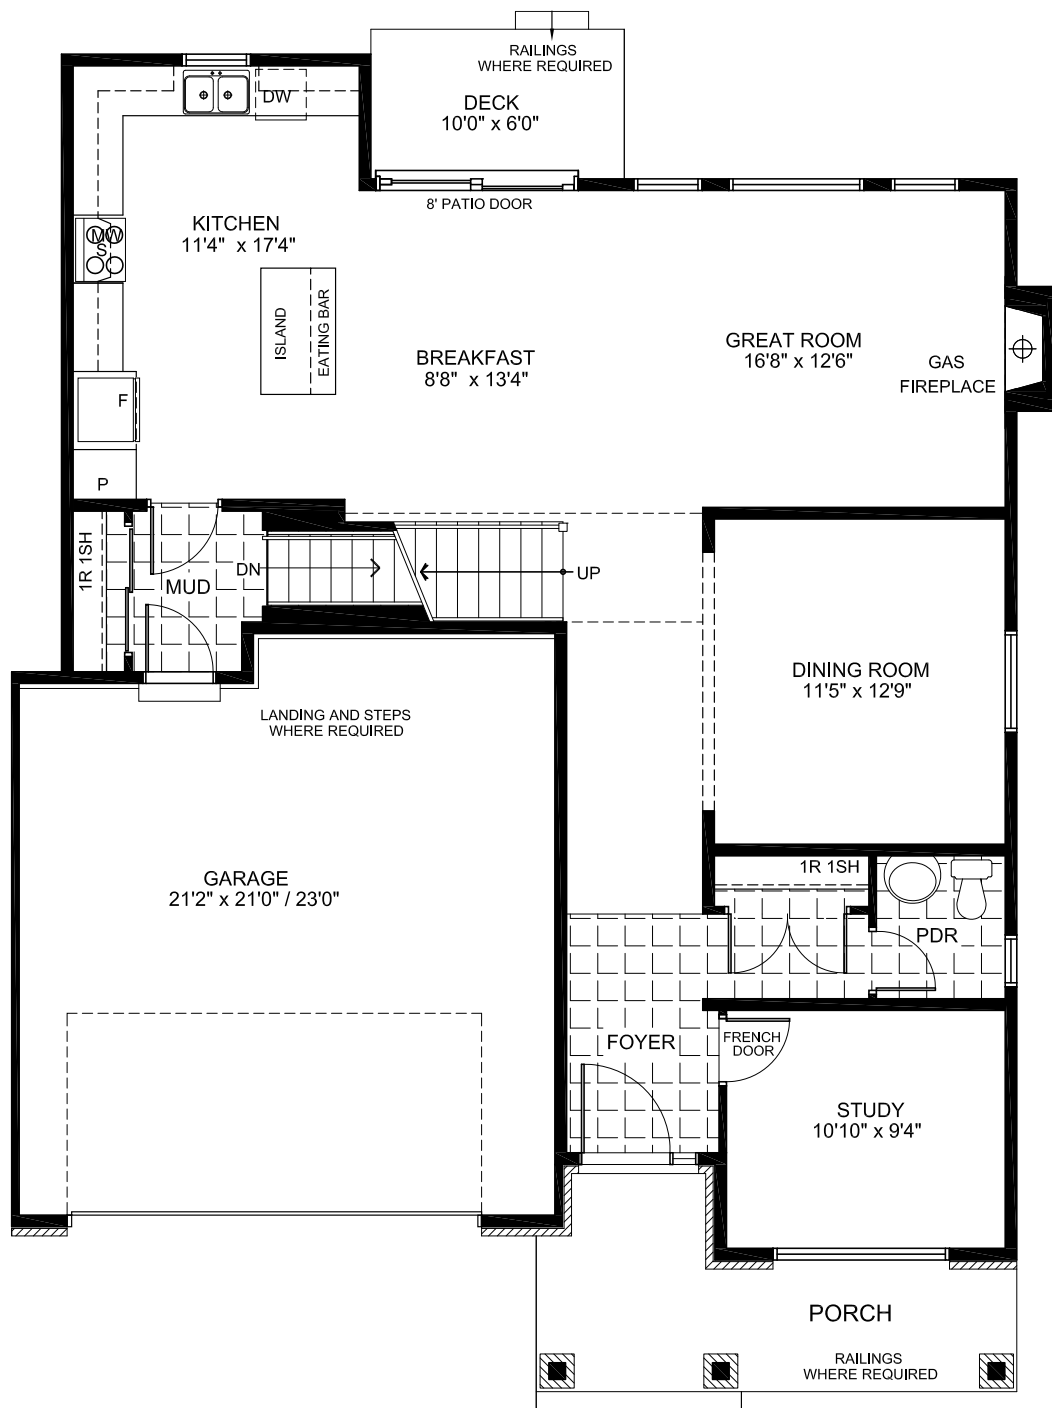 RAILINGS
WHERE REQUIRED
DECK
10'0" x 6'0"
DW
8' PATIO DOOR
KITCHEN
11'4" x 17'4"
MW
S
ISLAND
EATING BAR
BREAKFAST
8'8" x 13'4"
GREAT ROOM
16'8" x 12'6"
GAS
FIREPLACE
F
P
1R 1SH
MUD
DN
UP
DINING ROOM
11'5" x 12'9"
LANDING AND STEPS
WHERE REQUIRED
GARAGE
21'2" x 21'0" / 23'0"
1R 1SH
PDR
FOYER
FRENCH
DOOR
STUDY
10'10" x 9'4"
PORCH
RAILINGS
WHERE REQUIRED